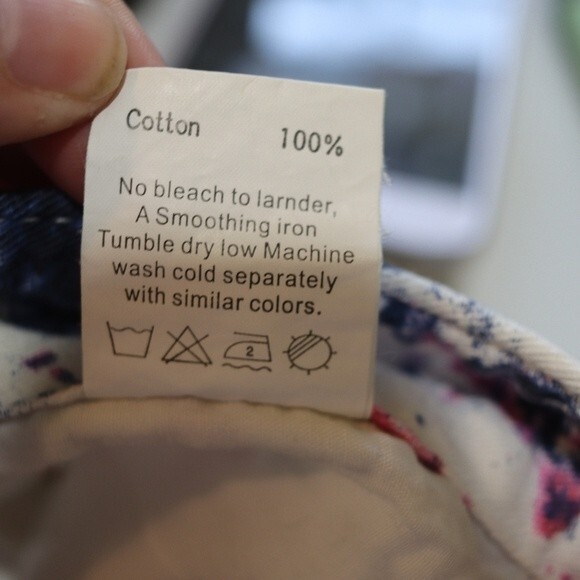 Cotton 100%
No bleach to larnder,
A Smoothing iron
Tumble dry low Machine
wash cold separately
with similar colors.
2